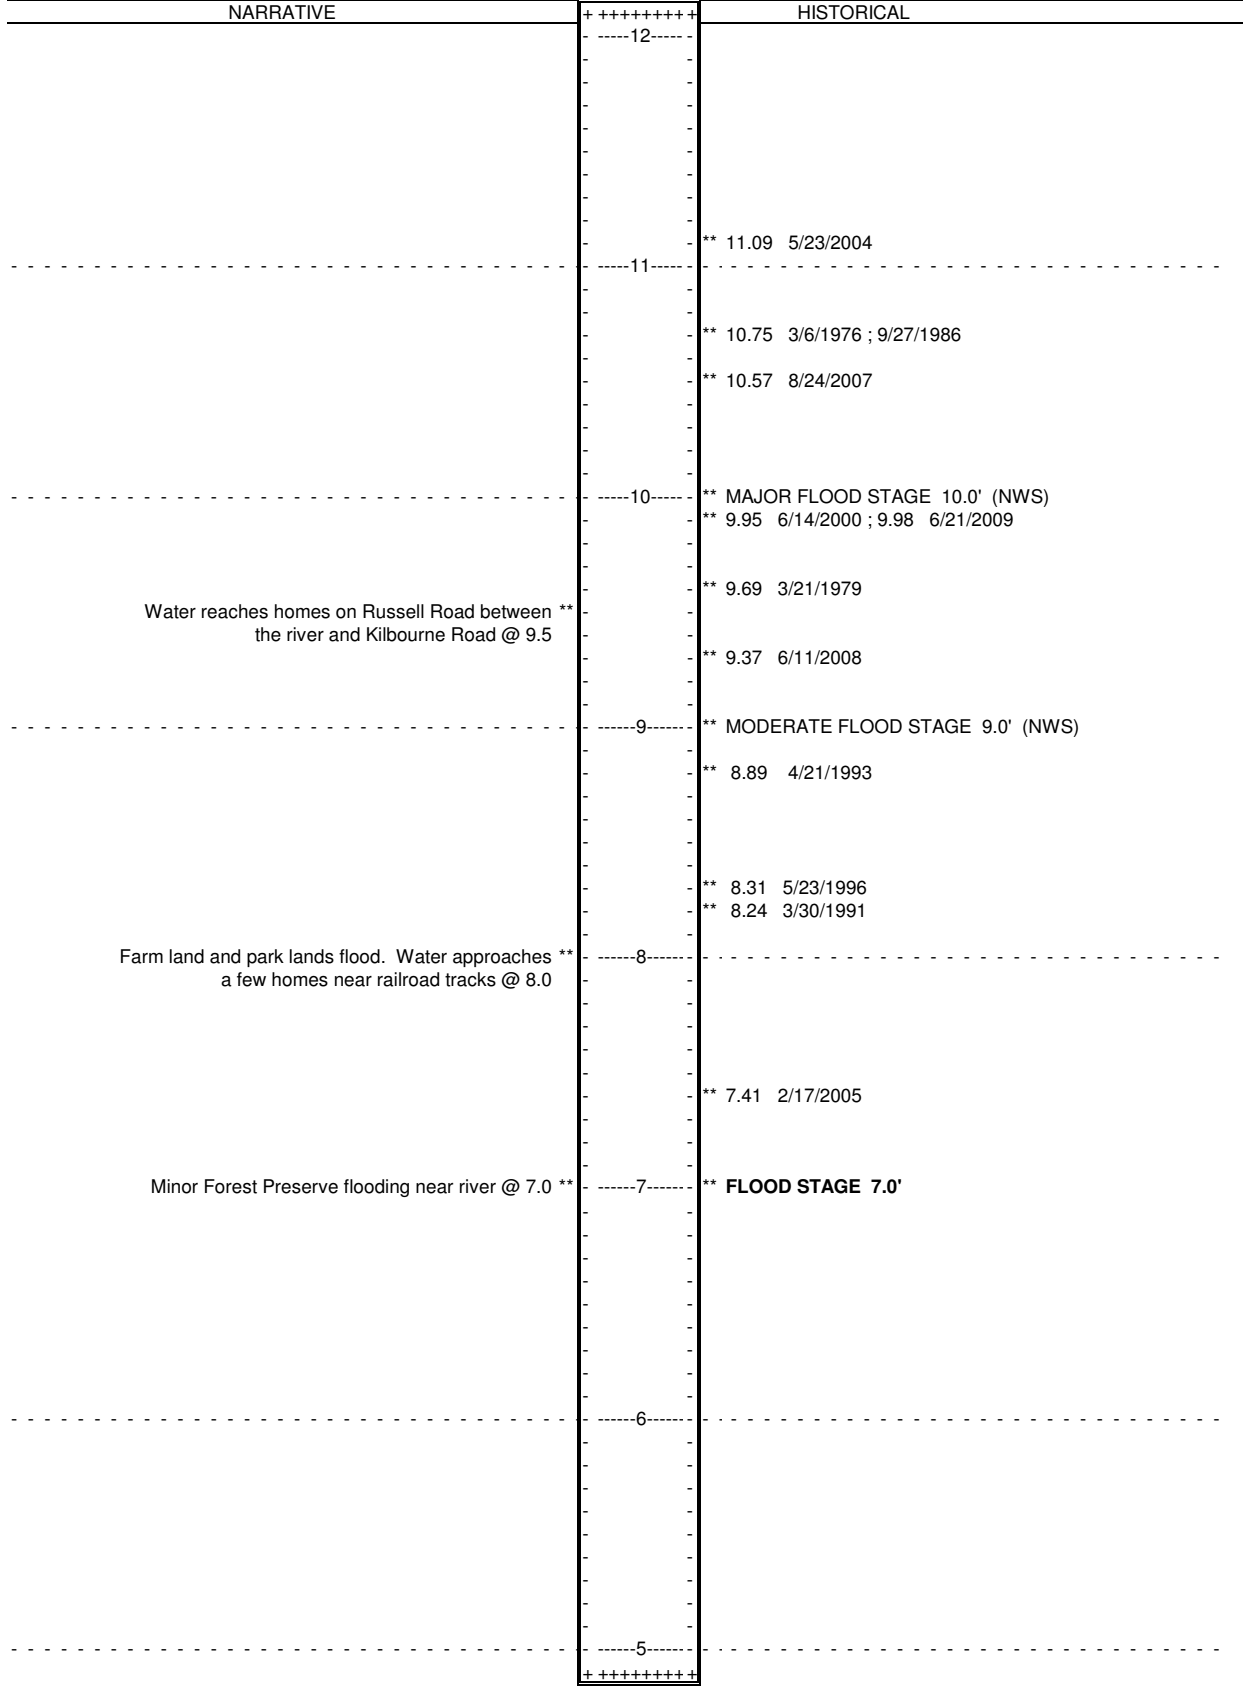 NARRATIVE + ++++++++ + HISTORICAL
- -----12----- -
** 11.09 5/23/2004
- -----11----- -
** 10.75 3/6/1976 ; 9/27/1986
** 10.57 8/24/2007
- -----10----- - ** MAJOR FLOOD STAGE 10.0' (NWS)
** 9.95 6/14/2000 ; 9.98 6/21/2009
** 9.69 3/21/1979
Water reaches homes on Russell Road between **
the river and Kilbourne Road @ 9.5
** 9.37 6/11/2008
- ------9------ - ** MODERATE FLOOD STAGE 9.0' (NWS)
** 8.89 4/21/1993
** 8.31 5/23/1996
** 8.24 3/30/1991
Farm land and park lands flood. Water approaches ** - ------8------ -
a few homes near railroad tracks @ 8.0
** 7.41 2/17/2005
Minor Forest Preserve flooding near river @ 7.0 ** - ------7------ - ** FLOOD STAGE 7.0'
- ------6------ -
- ------5------ -
+ ++++++++ +